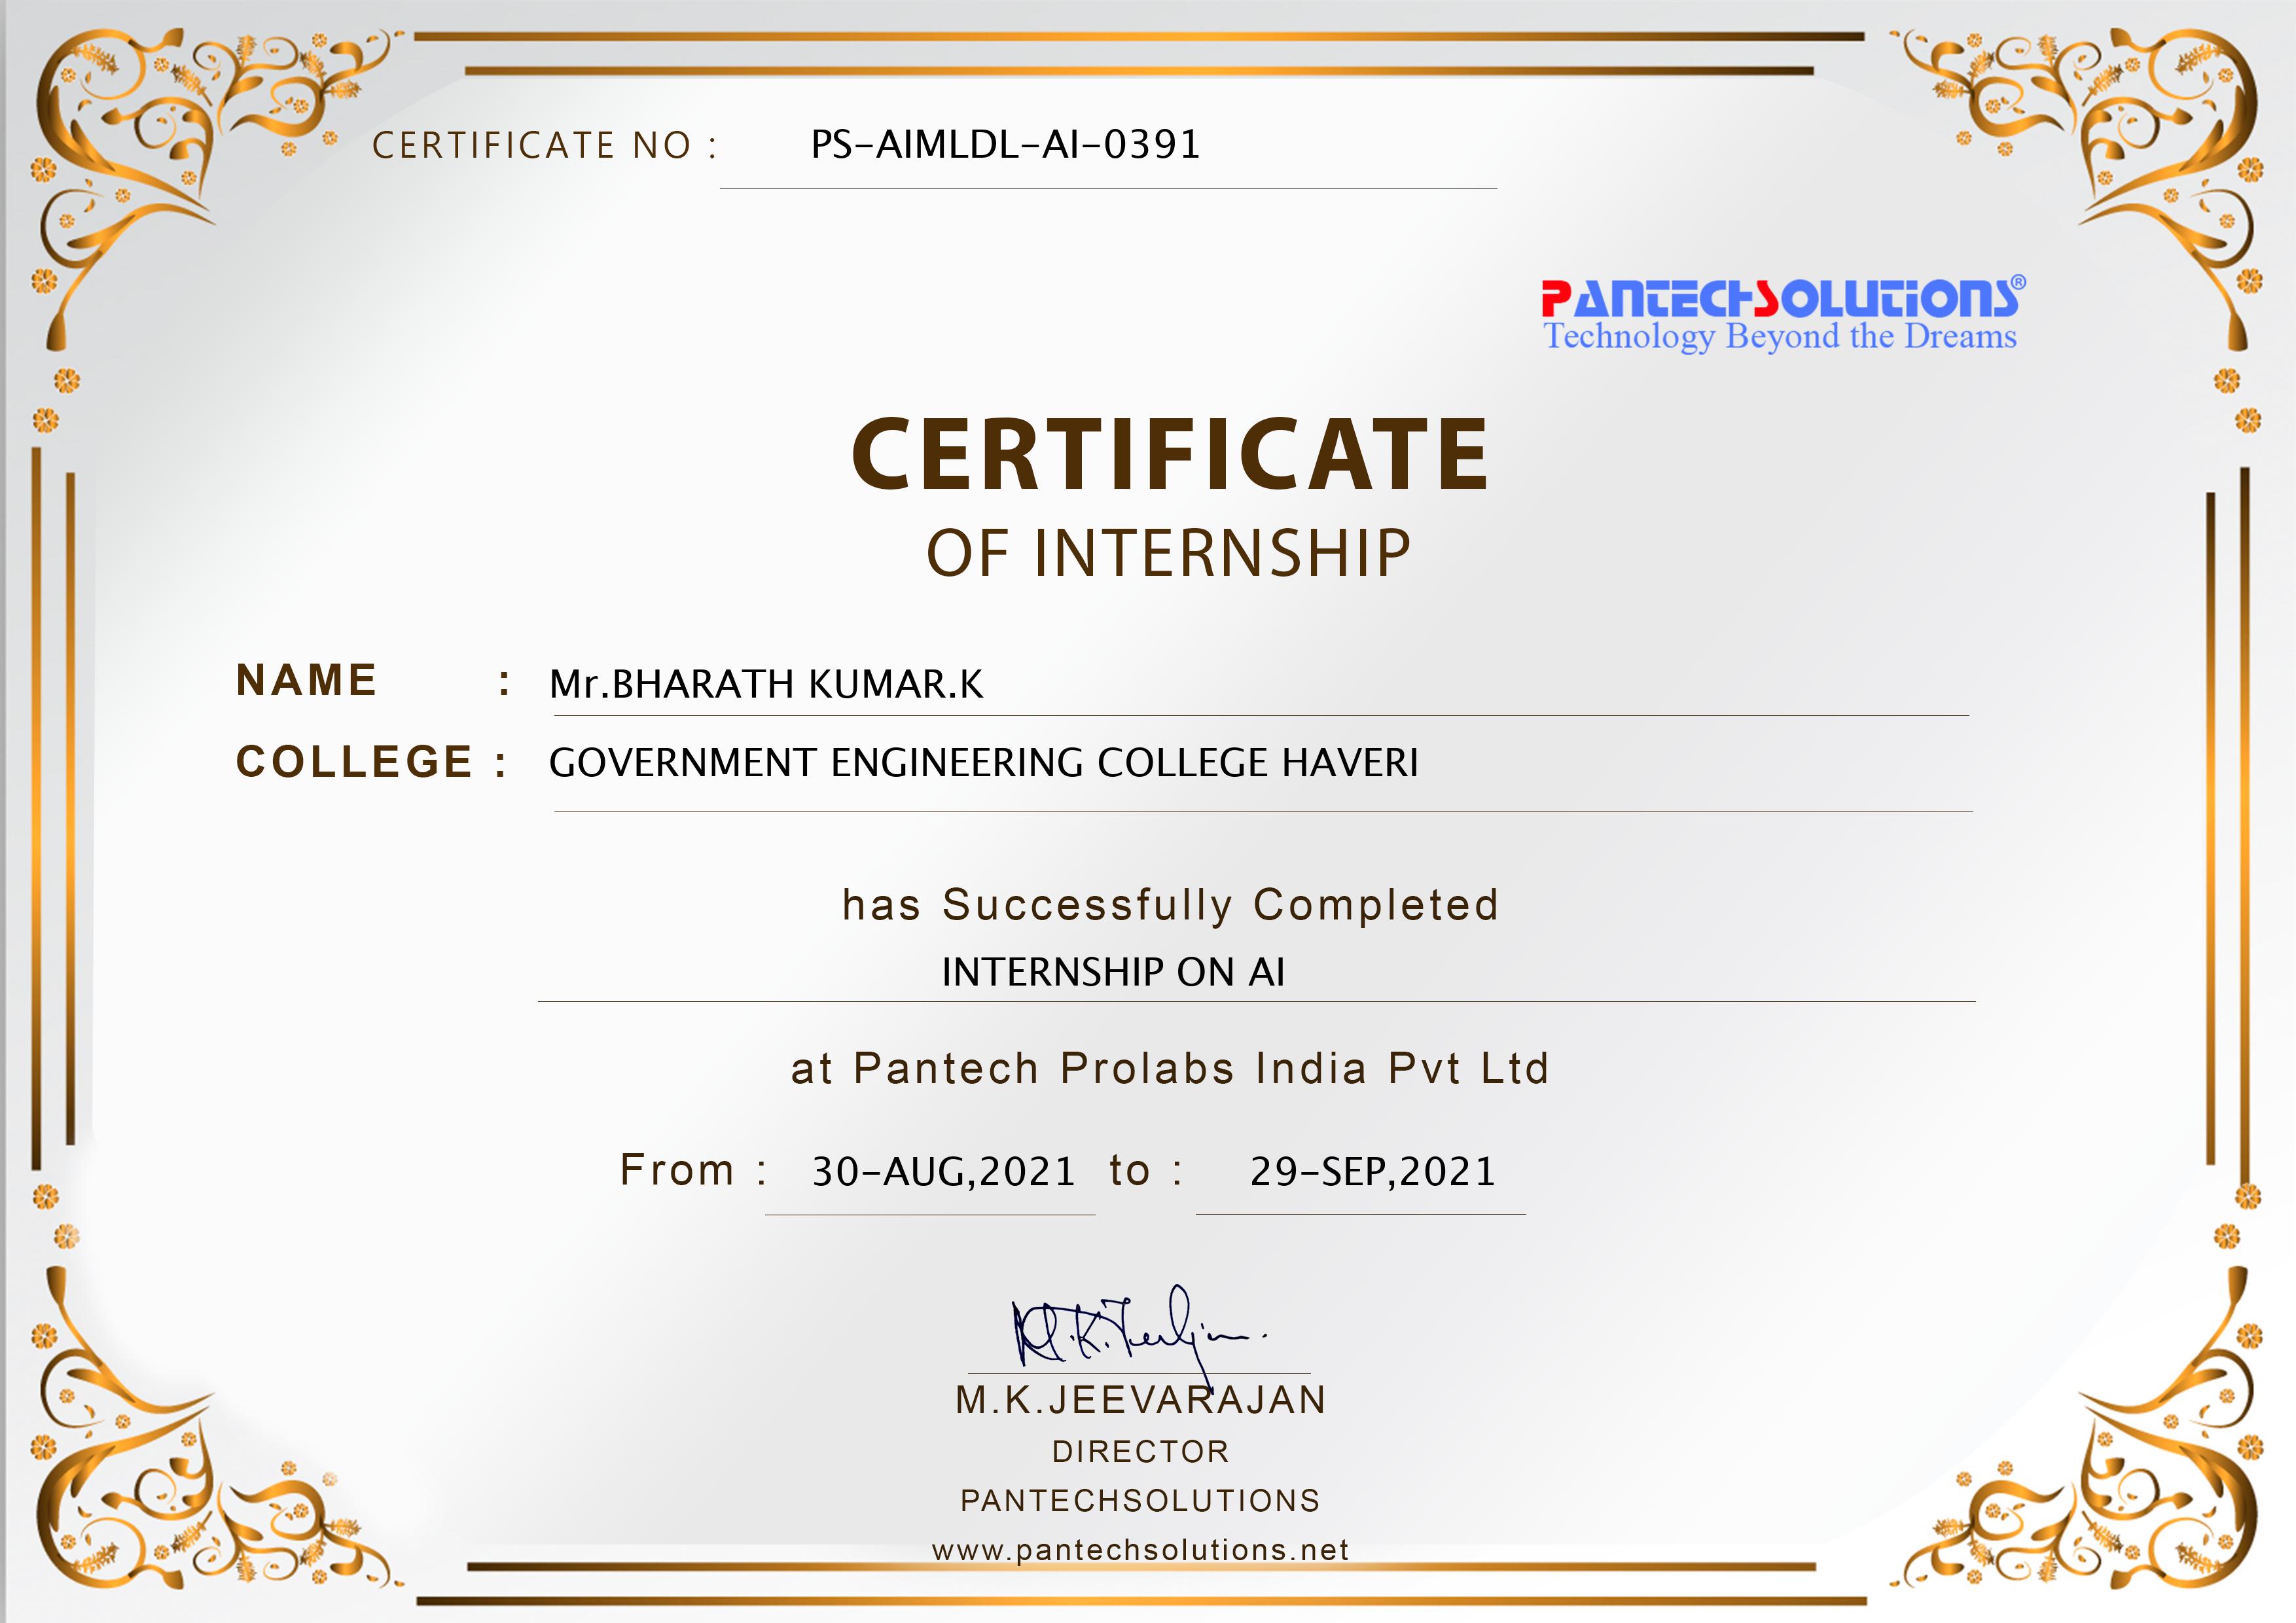 CERTIFICATE NO : PS-AIMLDL-AI-0391
PANTECHSOLUTIONS®
Technology Beyond the Dreams
CERTIFICATE
OF INTERNSHIP
NAME : Mr.BHARATH KUMAR.K
COLLEGE : GOVERNMENT ENGINEERING COLLEGE HAVERI
has Successfully Completed
INTERNSHIP ON AI
at Pantech Prolabs India Pvt Ltd
From : 30-AUG,2021 to : 29-SEP,2021
M.K.JEEVARAJAN
DIRECTOR
PANTECHSOLUTIONS
www.pantechsolutions.net